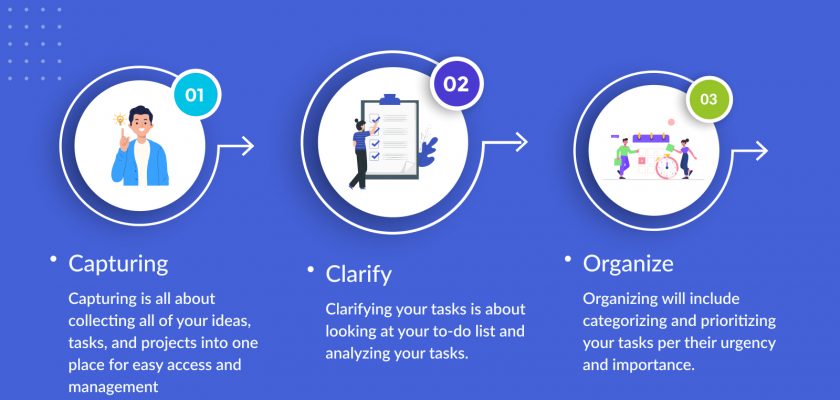 01
• Capturing
Capturing is all about
collecting all of your ideas,
tasks, and projects into one
place for easy access and
management
02
• Clarify
Clarifying your tasks is about
looking at your to-do list and
analyzing your tasks.
03
• Organize
Organizing will include
categorizing and prioritizing
your tasks per their urgency
and importance.